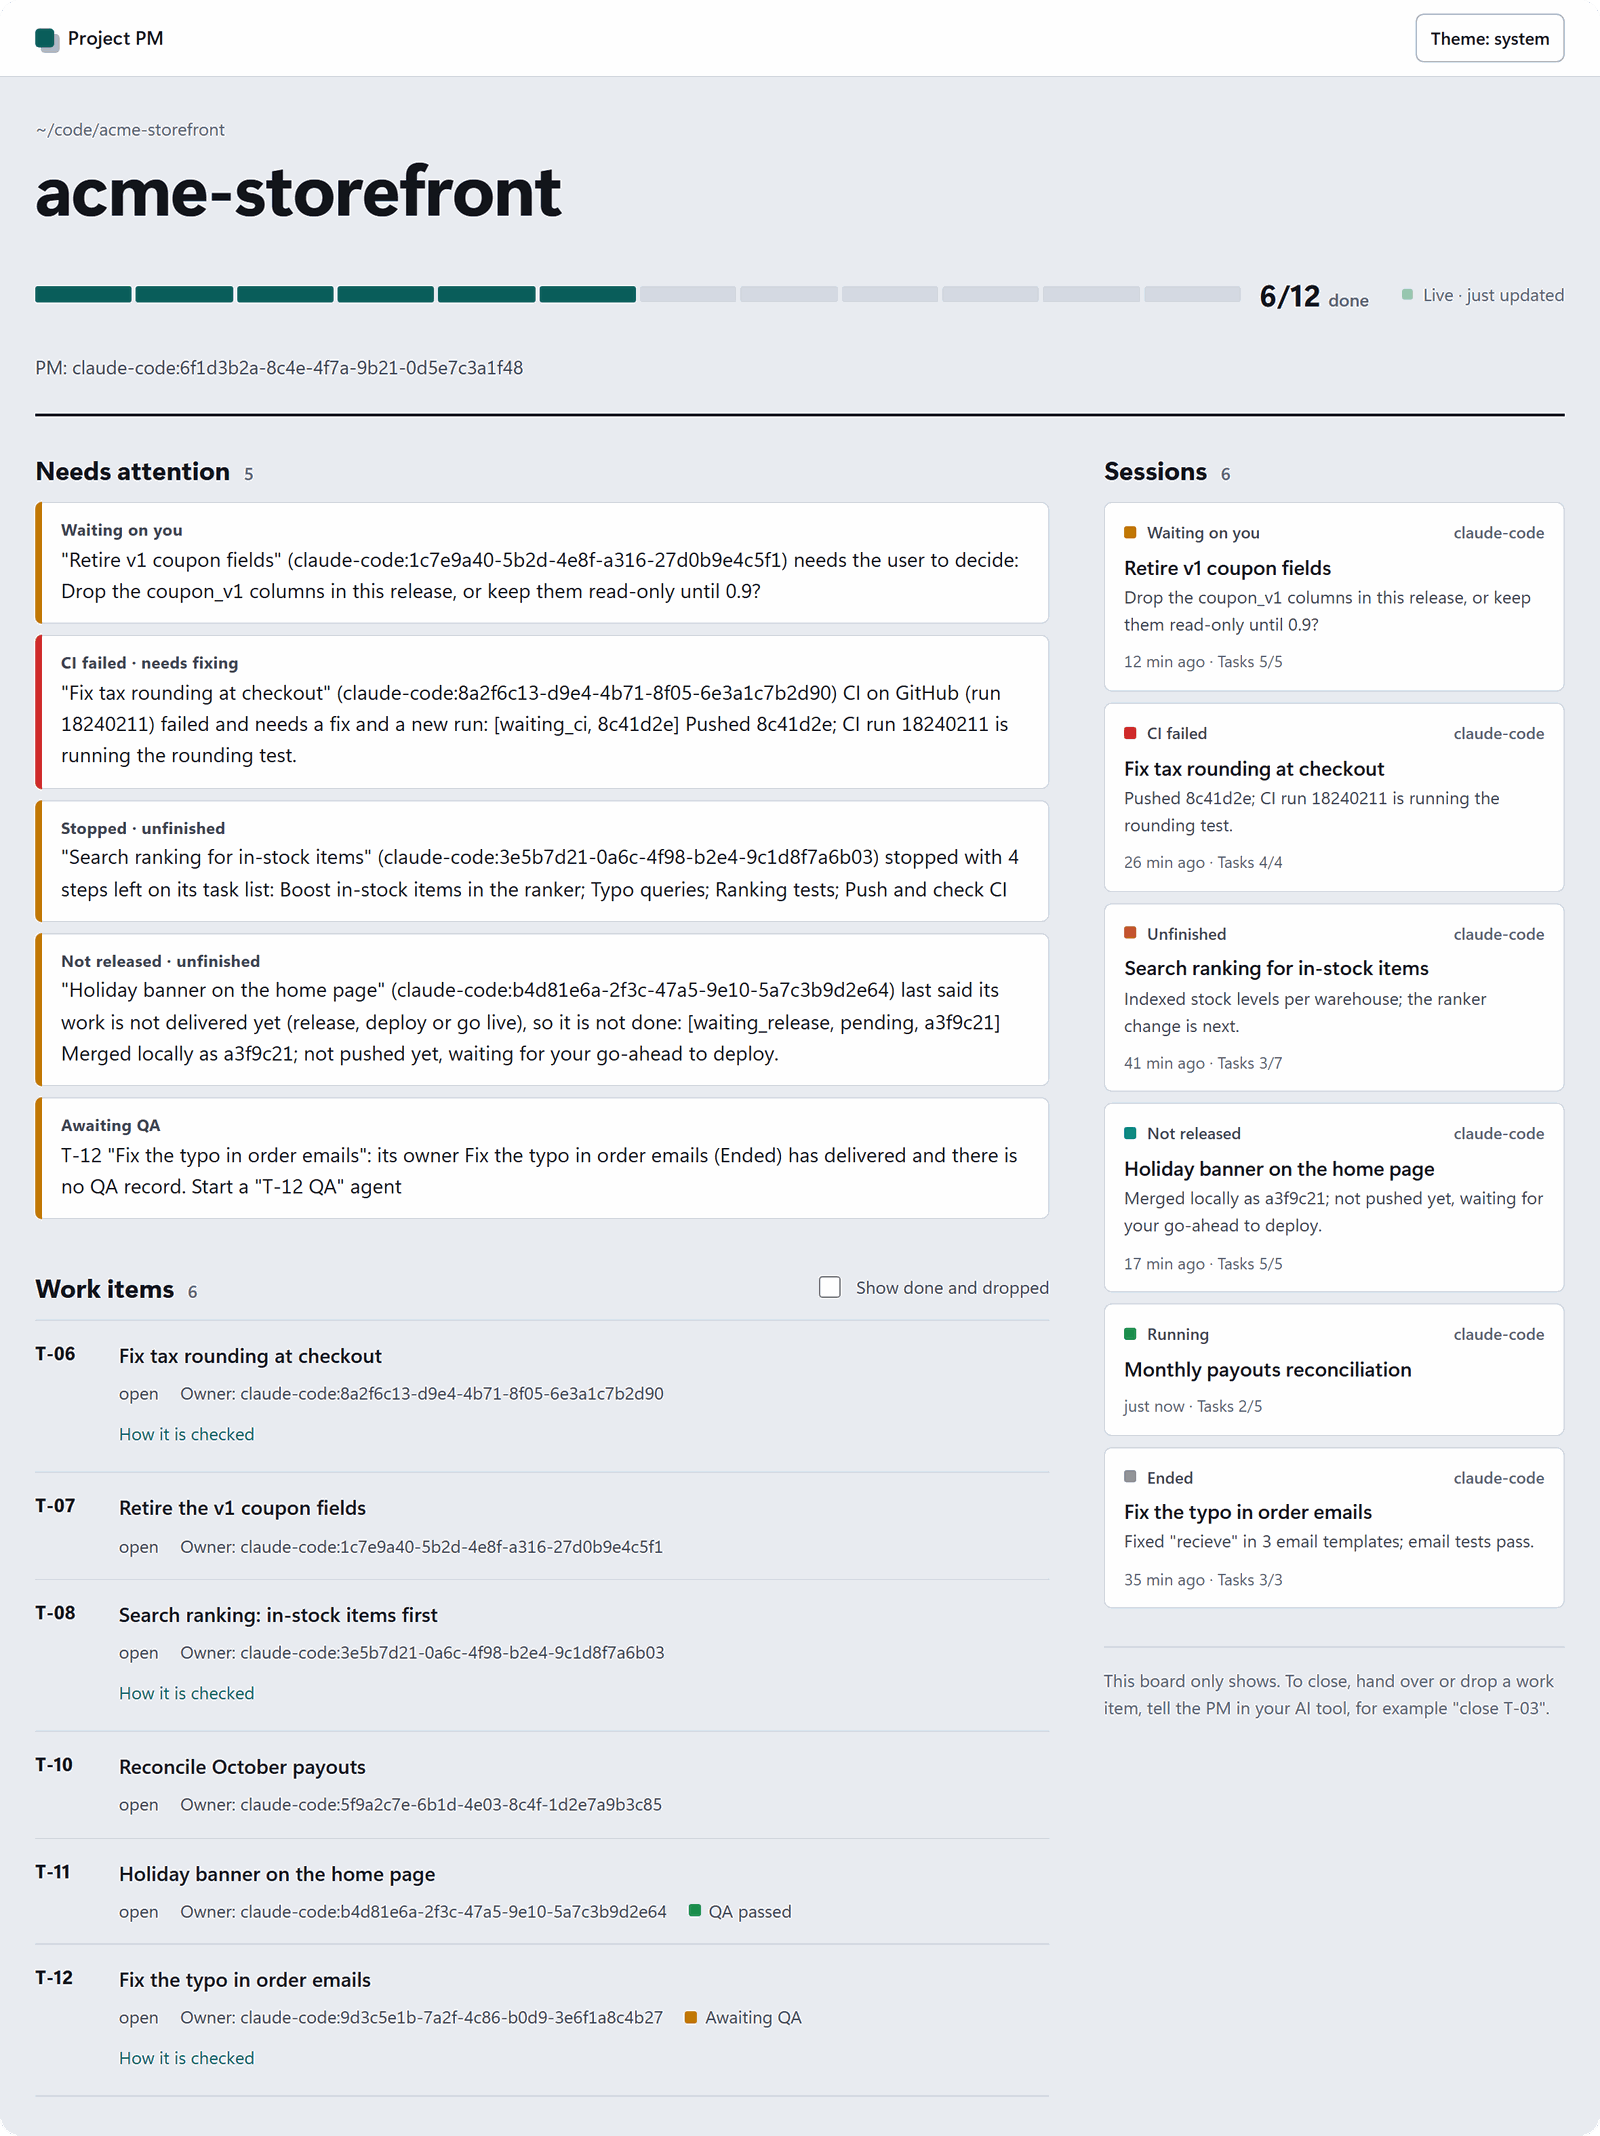 Project PM
Theme: system
~/code/acme-storefront
acme-storefront
6/12 done
Live · just updated
PM: claude-code:6f1d3b2a-8c4e-4f7a-9b21-0d5e7c3a1f48
Needs attention 5
Waiting on you
"Retire v1 coupon fields" (claude-code:1c7e9a40-5b2d-4e8f-a316-27d0b9e4c5f1) needs the user to decide:
Drop the coupon_v1 columns in this release, or keep them read-only until 0.9?
CI failed · needs fixing
"Fix tax rounding at checkout" (claude-code:8a2f6c13-d9e4-4b71-8f05-6e3a1c7b2d90) CI on GitHub (run
18240211) failed and needs a fix and a new run: [waiting_ci, 8c41d2e] Pushed 8c41d2e; CI run 18240211 is
running the rounding test.
Stopped · unfinished
"Search ranking for in-stock items" (claude-code:3e5b7d21-0a6c-4f98-b2e4-9c1d8f7a6b03) stopped with 4
steps left on its task list: Boost in-stock items in the ranker; Typo queries; Ranking tests; Push and check CI
Not released · unfinished
"Holiday banner on the home page" (claude-code:b4d81e6a-2f3c-47a5-9e10-5a7c3b9d2e64) last said its
work is not delivered yet (release, deploy or go live), so it is not done: [waiting_release, pending, a3f9c21]
Merged locally as a3f9c21; not pushed yet, waiting for your go-ahead to deploy.
Awaiting QA
T-12 "Fix the typo in order emails": its owner Fix the typo in order emails (Ended) has delivered and there is
no QA record. Start a "T-12 QA" agent
Work items 6
Show done and dropped
T-06 Fix tax rounding at checkout
open Owner: claude-code:8a2f6c13-d9e4-4b71-8f05-6e3a1c7b2d90
How it is checked
T-07 Retire the v1 coupon fields
open Owner: claude-code:1c7e9a40-5b2d-4e8f-a316-27d0b9e4c5f1
T-08 Search ranking: in-stock items first
open Owner: claude-code:3e5b7d21-0a6c-4f98-b2e4-9c1d8f7a6b03
How it is checked
T-10 Reconcile October payouts
open Owner: claude-code:5f9a2c7e-6b1d-4e03-8c4f-1d2e7a9b3c85
T-11 Holiday banner on the home page
open Owner: claude-code:b4d81e6a-2f3c-47a5-9e10-5a7c3b9d2e64 QA passed
T-12 Fix the typo in order emails
open Owner: claude-code:9d3c5e1b-7a2f-4c86-b0d9-3e6f1a8c4b27 Awaiting QA
How it is checked
Sessions 6
Waiting on you claude-code
Retire v1 coupon fields
Drop the coupon_v1 columns in this release, or keep
them read-only until 0.9?
12 min ago · Tasks 5/5
CI failed claude-code
Fix tax rounding at checkout
Pushed 8c41d2e; CI run 18240211 is running the
rounding test.
26 min ago · Tasks 4/4
Unfinished claude-code
Search ranking for in-stock items
Indexed stock levels per warehouse; the ranker
change is next.
41 min ago · Tasks 3/7
Not released claude-code
Holiday banner on the home page
Merged locally as a3f9c21; not pushed yet, waiting for
your go-ahead to deploy.
17 min ago · Tasks 5/5
Running claude-code
Monthly payouts reconciliation
just now · Tasks 2/5
Ended claude-code
Fix the typo in order emails
Fixed "recieve" in 3 email templates; email tests pass.
35 min ago · Tasks 3/3
This board only shows. To close, hand over or drop a work
item, tell the PM in your AI tool, for example "close T-03".